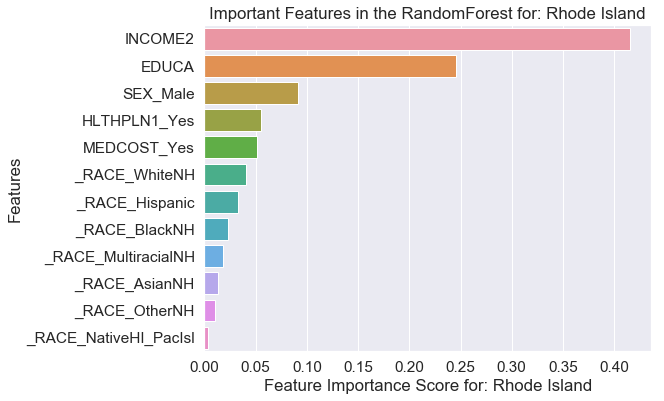 Important Features in the RandomForest for: Rhode Island
INCOME2
EDUCA
SEX_Male
HLTHPLN1_Yes
MEDCOST_Yes
_RACE_WhiteNH
_RACE_Hispanic
_RACE_BlackNH
_RACE_MultiracialNH
_RACE_AsianNH
_RACE_OtherNH
_RACE_NativeHI_PacIsl
Features
0.00 0.05 0.10 0.15 0.20 0.25 0.30 0.35 0.40
Feature Importance Score for: Rhode Island